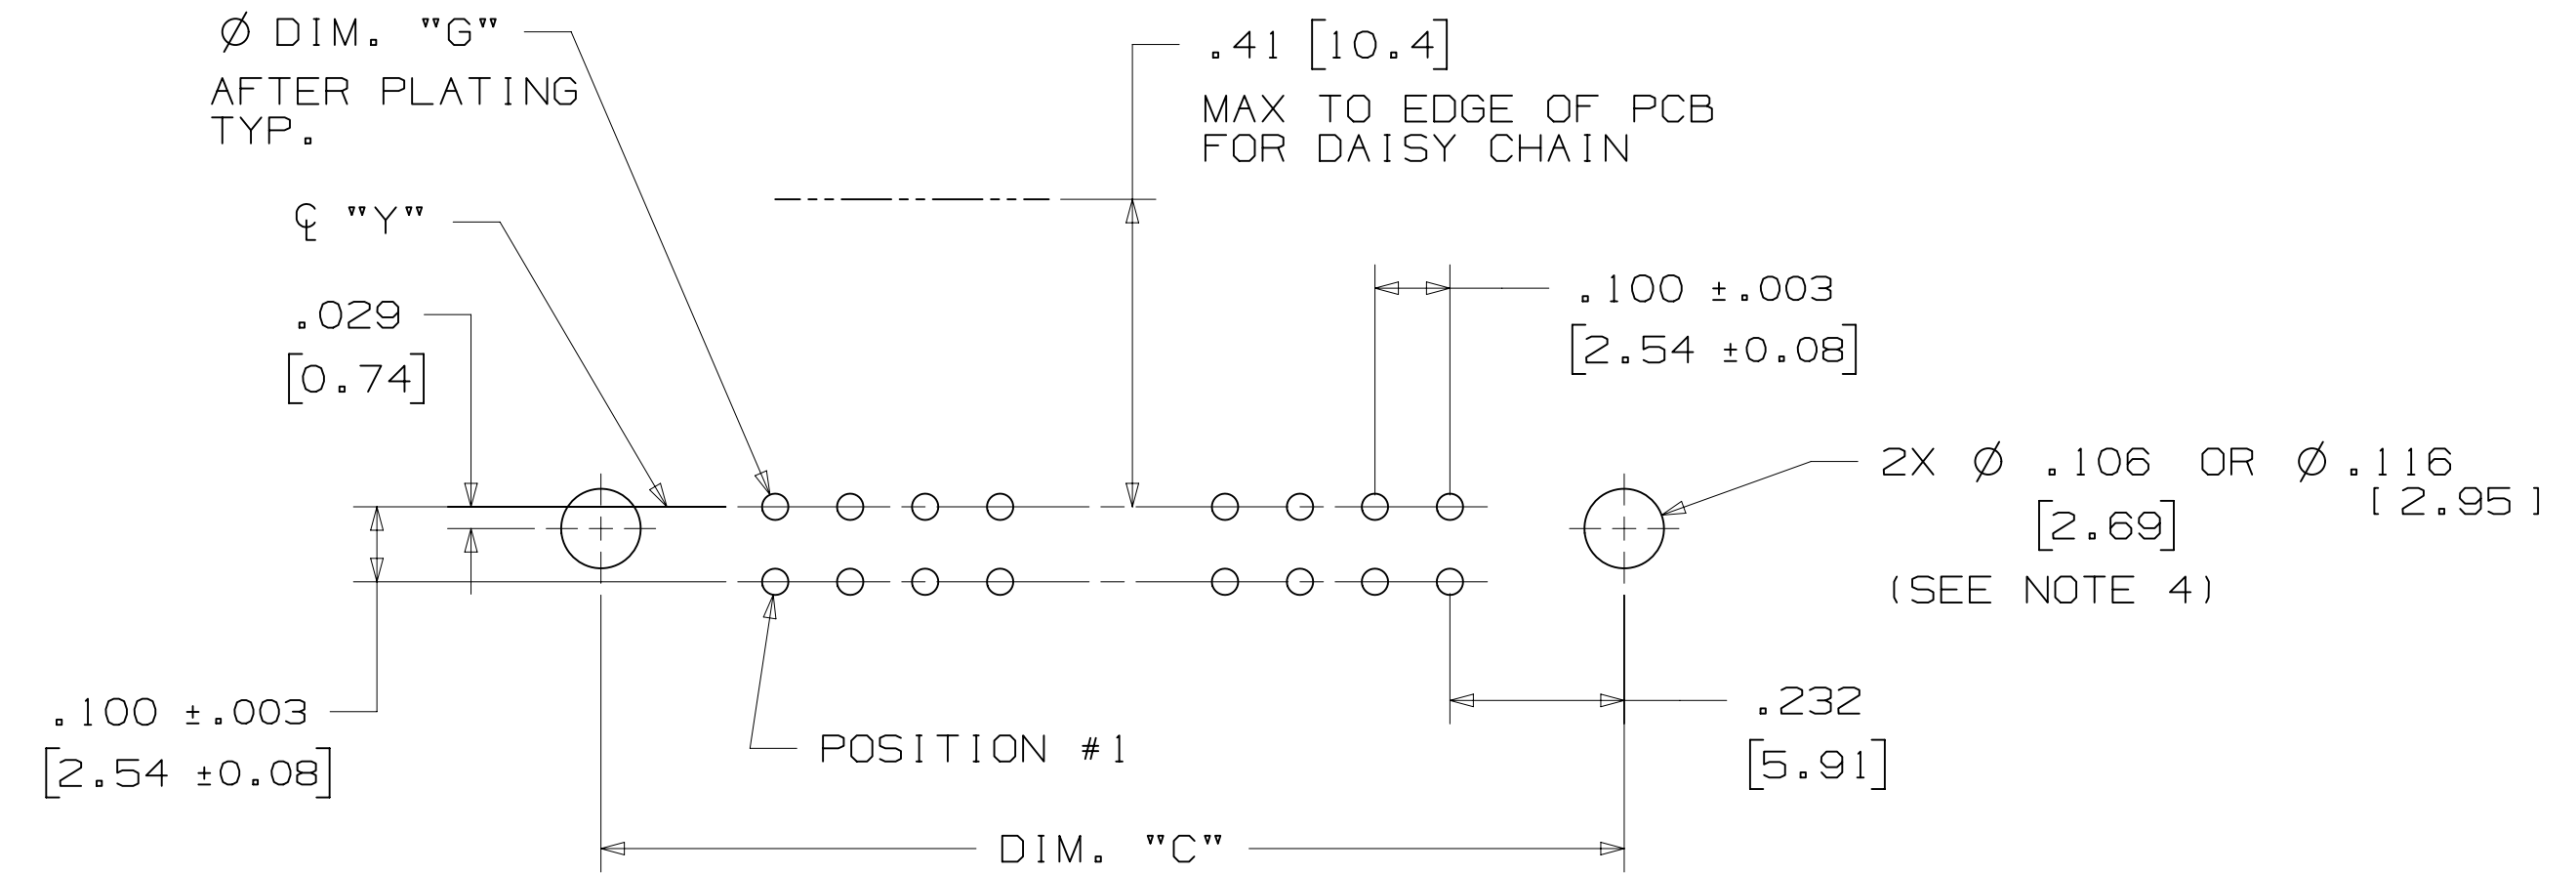 Ø DIM. "G"
AFTER PLATING
TYP.
.41 [10.4]
MAX TO EDGE OF PCB
FOR DAISY CHAIN
℄ "Y"
.029
[0.74]
.100 ±.003
[2.54 ±0.08]
2X Ø .106 OR Ø .116
[2.69] [2.95]
(SEE NOTE 4)
.100 ±.003
[2.54 ±0.08]
POSITION #1
.232
[5.91]
DIM. "C"